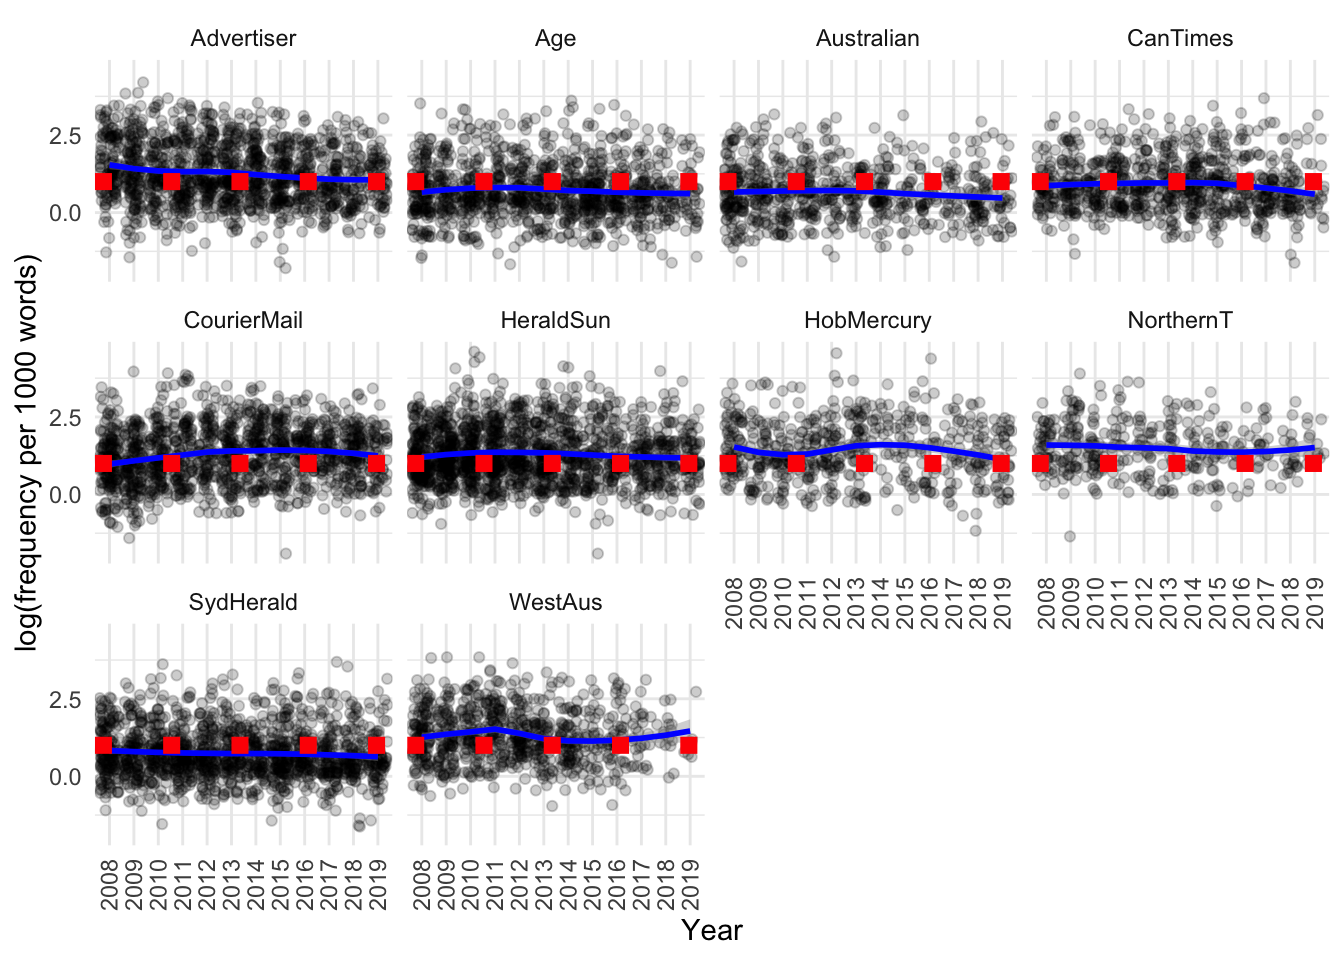 Advertiser Age Australian CanTimes
2.5
0.0
CourierMail HeraldSun HobMercury NorthernT
2.5
0.0
2008 2009 2010 2011 2012 2013 2014 2015 2016 2017 2018 2019 2008 2009 2010 2011 2012 2013 2014 2015 2016 2017 2018 2019
SydHerald WestAus
2.5
0.0
2008 2009 2010 2011 2012 2013 2014 2015 2016 2017 2018 2019 2008 2009 2010 2011 2012 2013 2014 2015 2016 2017 2018 2019
Year
log(frequency per 1000 words)